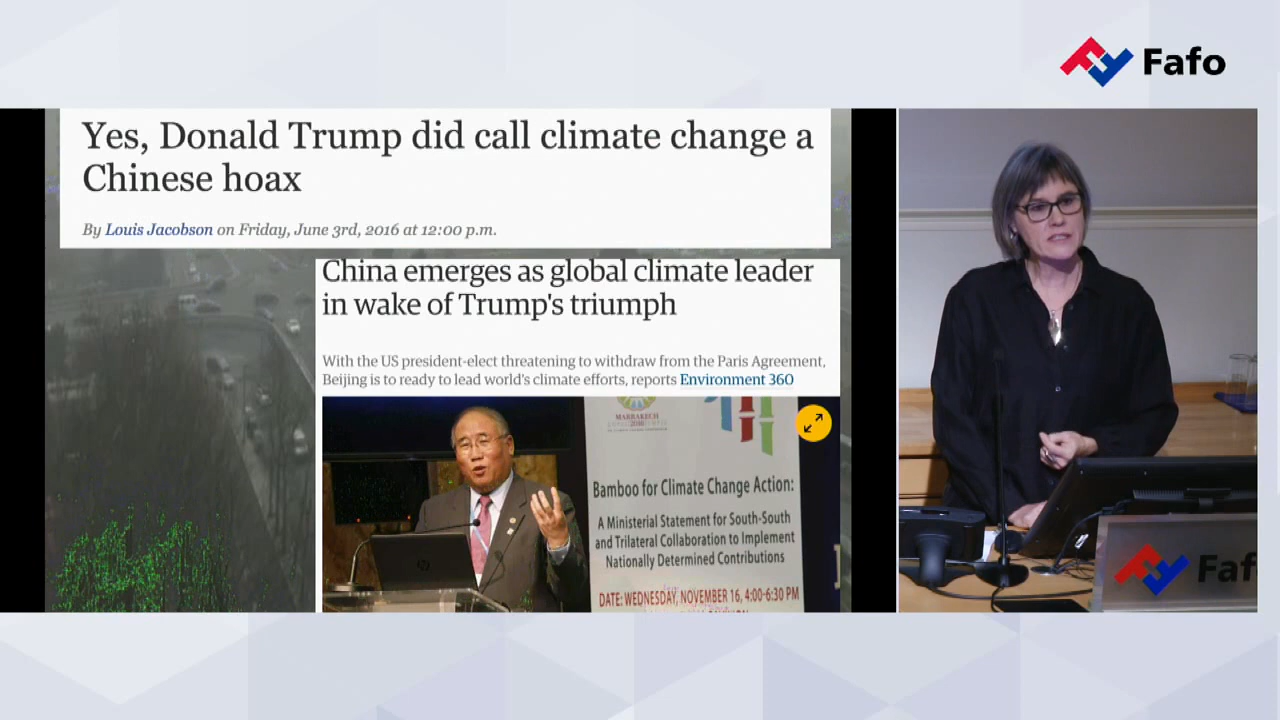 Fafo
Yes, Donald Trump did call climate change a
Chinese hoax
By Louis Jacobson on Friday, June 3rd, 2016 at 12:00 p.m.
China emerges as global climate leader
in wake of Trump's triumph
With the US president-elect threatening to withdraw from the Paris Agreement,
Beijing is to ready to lead world's climate efforts, reports Environment 360
MARRAKECH
Bamboo for Climate Change Action:
A Ministerial Statement for South-South
and Trilateral Collaboration to Implement
Nationally Determined Contributions
DATE: WEDNESDAY, NOVEMBER 16, 4:00-6:30 PM
hp
Faf